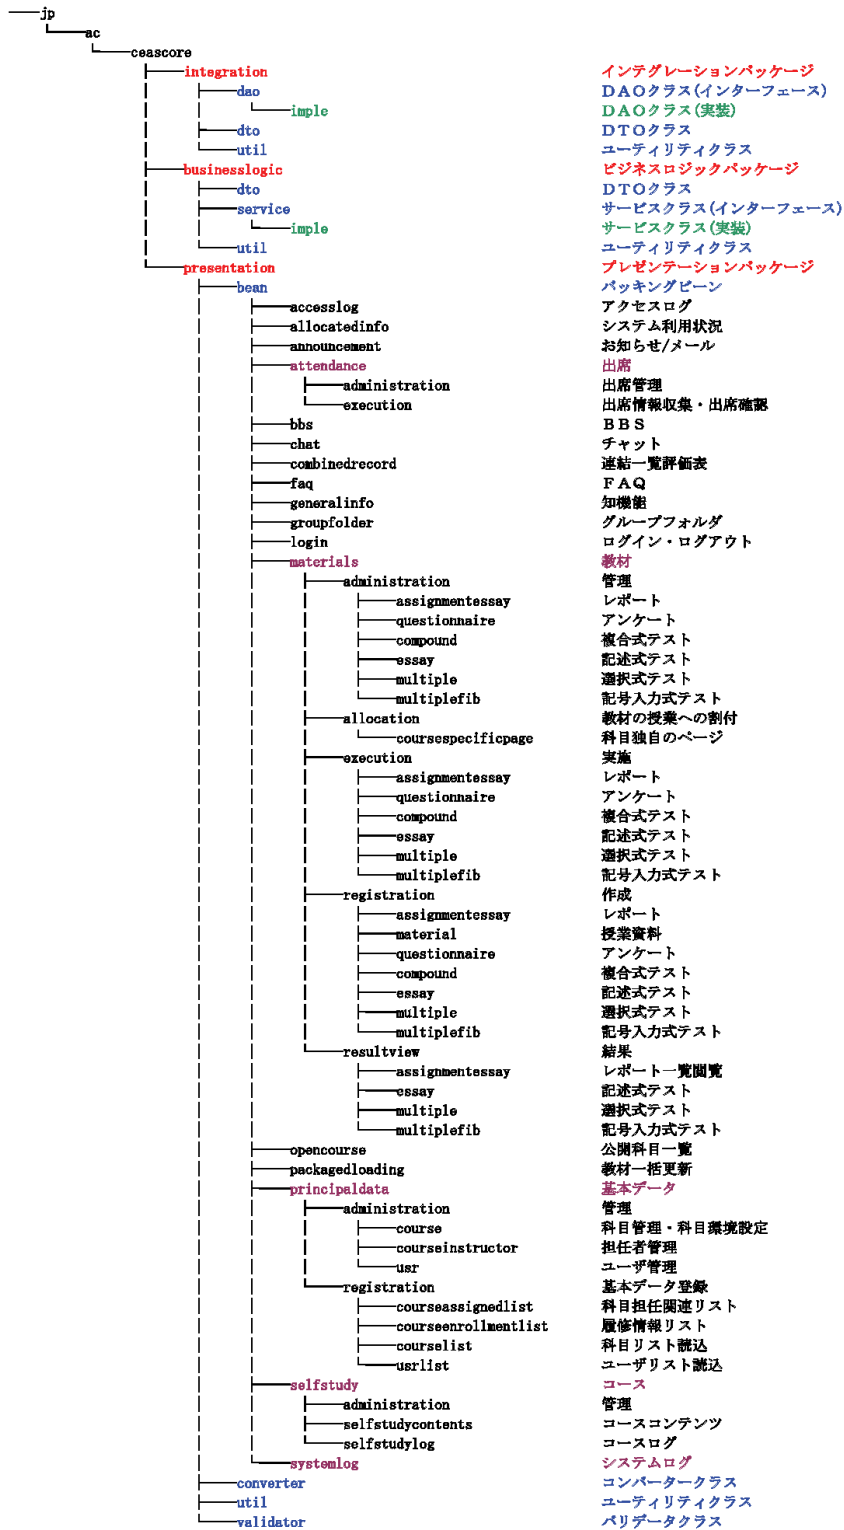 jp
ac
ceascore
integration インテグレーションパッケージ
dao ＤＡＯクラス(インターフェース)
imple ＤＡＯクラス(実装)
dto ＤＴＯクラス
util ユーティリティクラス
businesslogic ビジネスロジックパッケージ
dto ＤＴＯクラス
service サービスクラス(インターフェース)
imple サービスクラス(実装)
util ユーティリティクラス
presentation プレゼンテーションパッケージ
bean バッキングビーン
accesslog アクセスログ
allocatedinfo システム利用状況
announcement お知らせ/メール
attendance 出席
administration 出席管理
execution 出席情報収集・出席確認
bbs ＢＢＳ
chat チャット
combinedrecord 連結一覧評価表
faq ＦＡＱ
generalinfo 知機能
groupfolder グループフォルダ
login ログイン・ログアウト
materials 教材
administration 管理
assignmentessay レポート
questionnaire アンケート
compound 複合式テスト
essay 記述式テスト
multiple 選択式テスト
multiplefib 記号入力式テスト
allocation 教材の授業への割付
coursespecificpage 科目独自のページ
execution 実施
assignmentessay レポート
questionnaire アンケート
compound 複合式テスト
essay 記述式テスト
multiple 選択式テスト
multiplefib 記号入力式テスト
registration 作成
assignmentessay レポート
material 授業資料
questionnaire アンケート
compound 複合式テスト
essay 記述式テスト
multiple 選択式テスト
multiplefib 記号入力式テスト
resultview 結果
assignmentessay レポート一覧閲覧
essay 記述式テスト
multiple 選択式テスト
multiplefib 記号入力式テスト
opencourse 公開科目一覧
packagedloading 教材一括更新
principaldata 基本データ
administration 管理
course 科目管理・科目環境設定
courseinstructor 担任者管理
usr ユーザ管理
registration 基本データ登録
courseassignedlist 科目担任関連リスト
courseenrollmentlist 履修情報リスト
courselist 科目リスト読込
usrlist ユーザリスト読込
selfstudy コース
administration 管理
selfstudycontents コースコンテンツ
selfstudylog コースログ
systemlog システムログ
converter コンバータークラス
util ユーティリティクラス
validator バリデータクラス